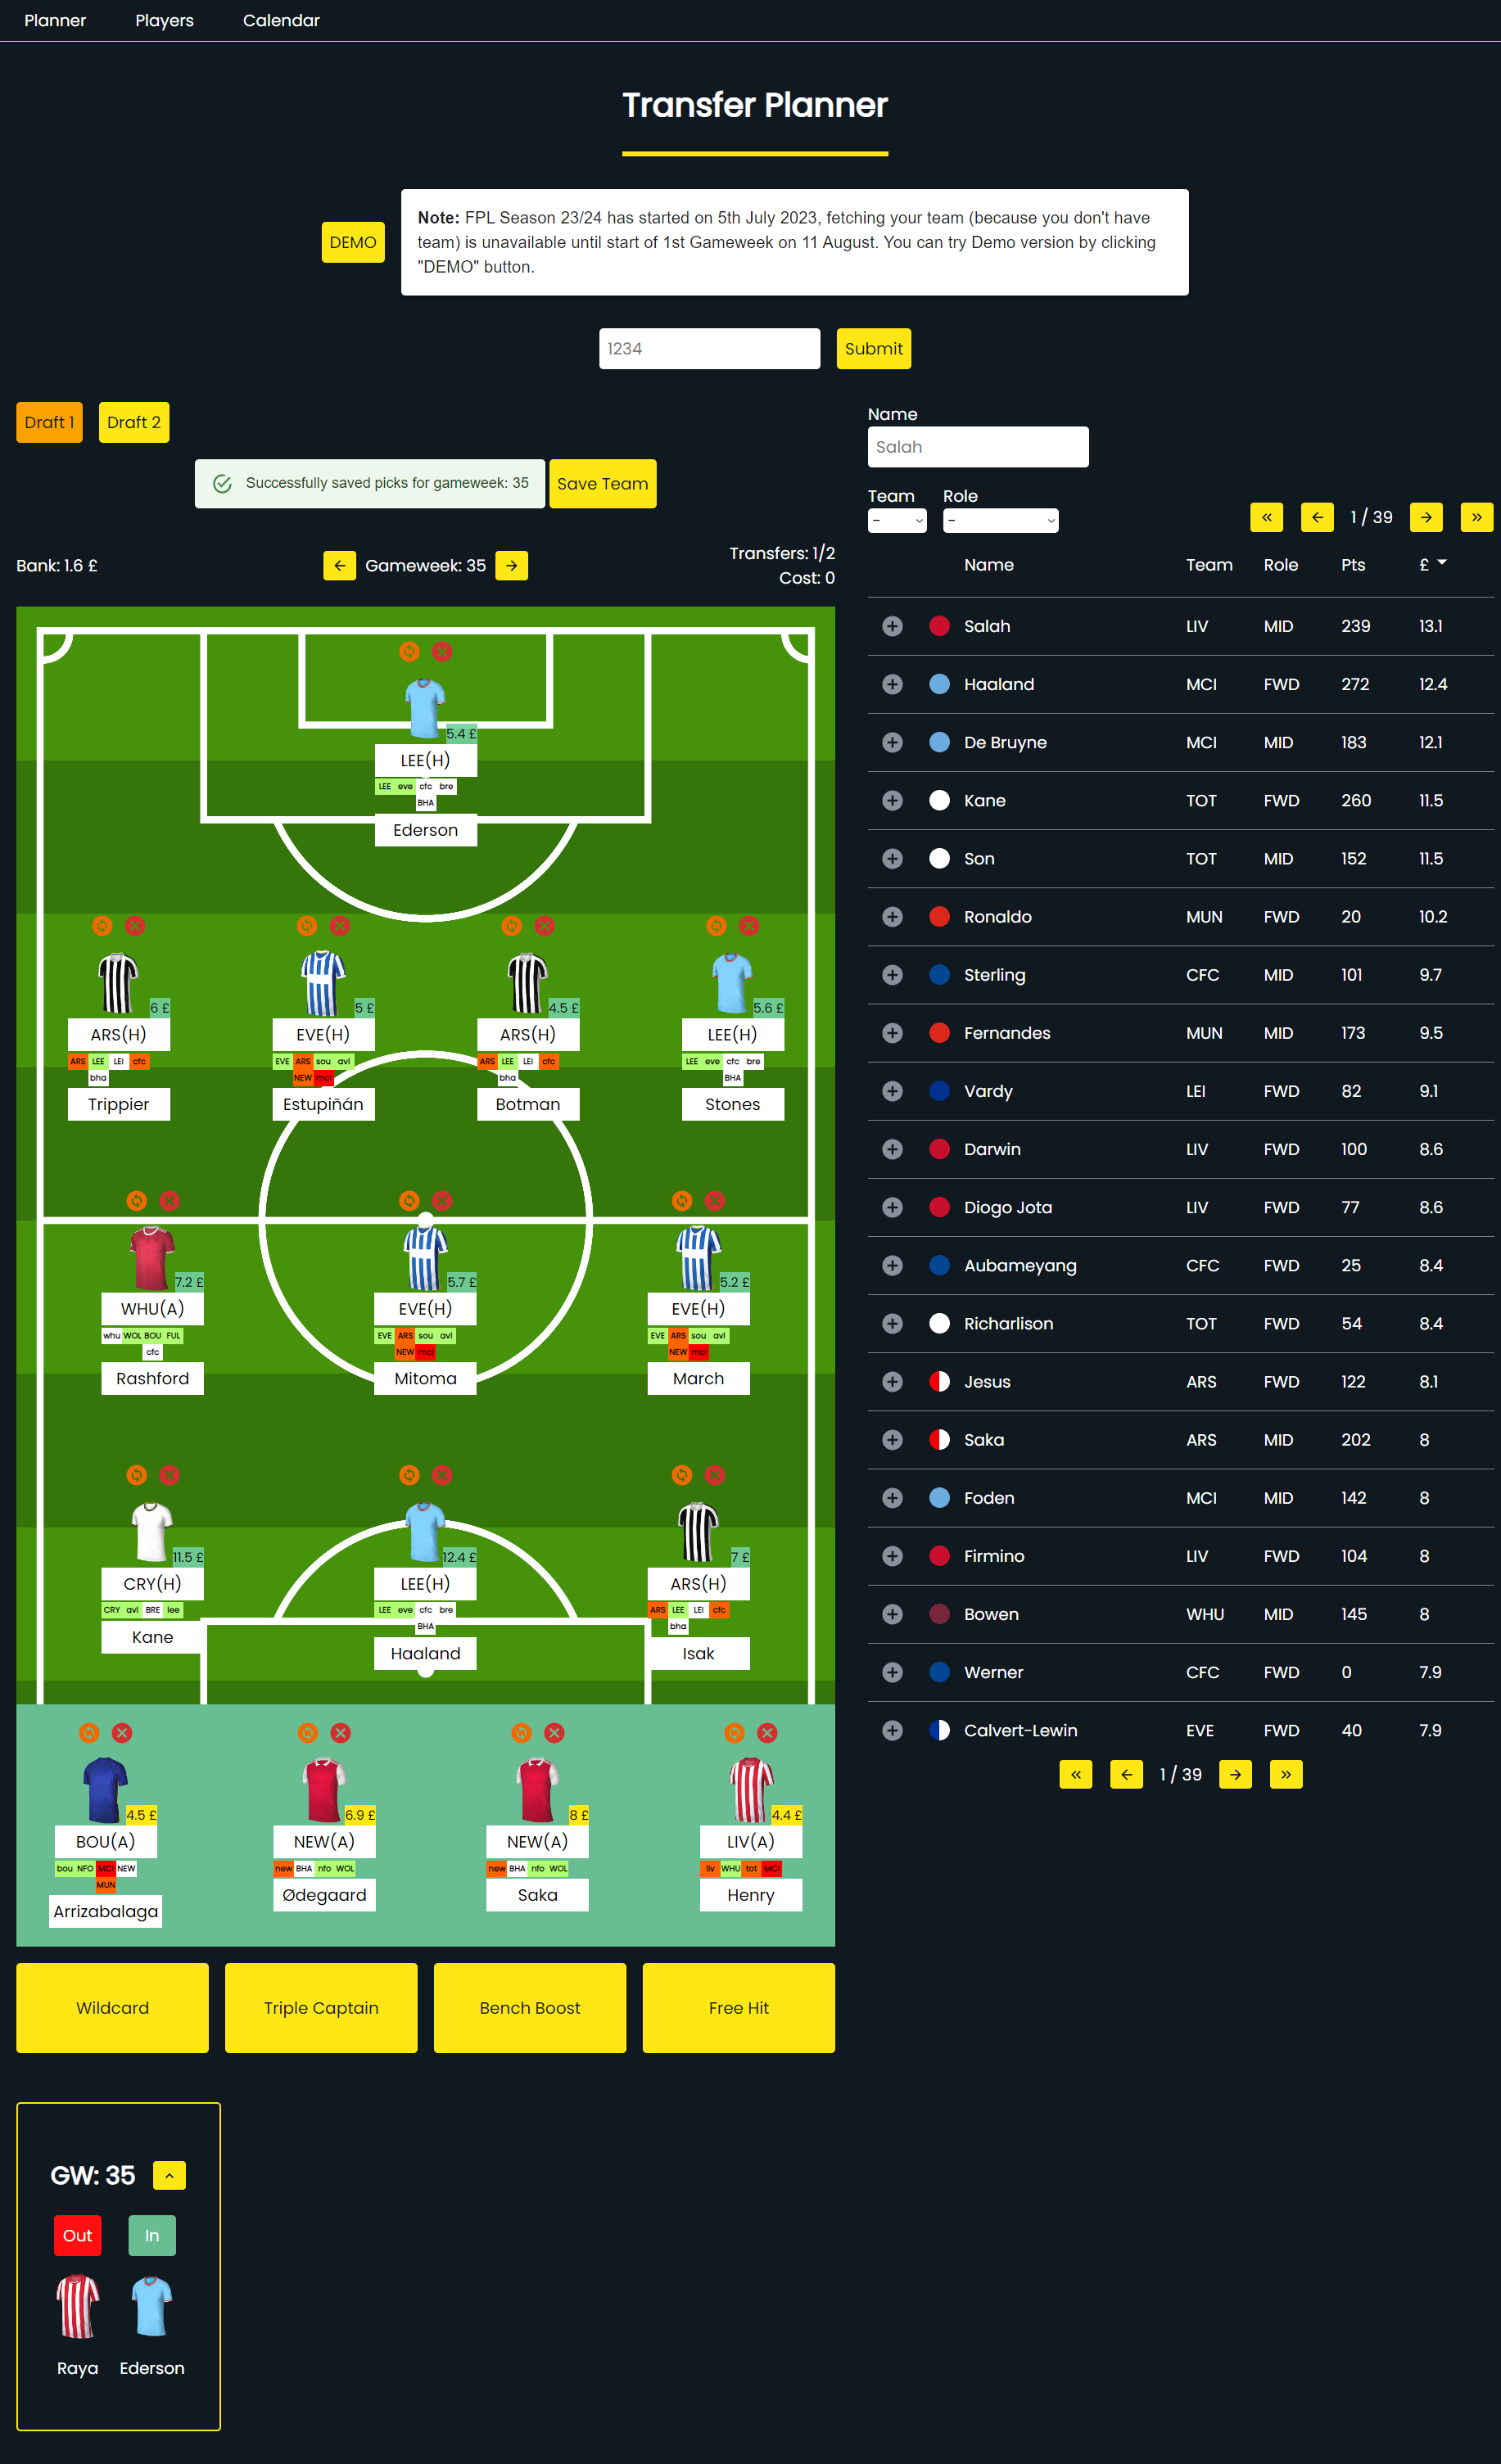 Planner Players Calendar
Transfer Planner
DEMO
Note: FPL Season 23/24 has started on 5th July 2023, fetching your team (because you don't have
team) is unavailable until start of 1st Gameweek on 11 August. You can try Demo version by clicking
"DEMO" button.
1234 Submit
Draft 1 Draft 2
Successfully saved picks for gameweek: 35 Save Team
Bank: 1.6 £
Gameweek: 35
Transfers: 1/2
Cost: 0
5.4 £
LEE(H)
LEE eve cfc bre
BHA
Ederson
6 £
ARS(H)
ARS LEE LEI cfc
bha
Trippier
5 £
EVE(H)
EVE ARS sou avl
NEW mci
Estupiñán
4.5 £
ARS(H)
ARS LEE LEI cfc
bha
Botman
5.6 £
LEE(H)
LEE eve cfc bre
BHA
Stones
7.2 £
WHU(A)
whu WOL BOU FUL
cfc
Rashford
5.7 £
EVE(H)
EVE ARS sou avl
NEW mci
Mitoma
5.2 £
EVE(H)
EVE ARS sou avl
NEW mci
March
11.5 £
CRY(H)
CRY avl BRE lee
Kane
12.4 £
LEE(H)
LEE eve cfc bre
BHA
Haaland
7 £
ARS(H)
ARS LEE LEI cfc
bha
Isak
4.5 £
BOU(A)
bou NFO MCI NEW
MUN
Arrizabalaga
6.9 £
NEW(A)
new BHA nfo WOL
Ødegaard
8 £
NEW(A)
new BHA nfo WOL
Saka
4.4 £
LIV(A)
liv WHU tot MCI
Henry
Wildcard Triple Captain Bench Boost Free Hit
GW: 35
Out In
Raya Ederson
Name
Salah
Team Role
- -
1 / 39
Name Team Role Pts £
Salah LIV MID 239 13.1
Haaland MCI FWD 272 12.4
De Bruyne MCI MID 183 12.1
Kane TOT FWD 260 11.5
Son TOT MID 152 11.5
Ronaldo MUN FWD 20 10.2
Sterling CFC MID 101 9.7
Fernandes MUN MID 173 9.5
Vardy LEI FWD 82 9.1
Darwin LIV FWD 100 8.6
Diogo Jota LIV FWD 77 8.6
Aubameyang CFC FWD 25 8.4
Richarlison TOT FWD 54 8.4
Jesus ARS FWD 122 8.1
Saka ARS MID 202 8
Foden MCI MID 142 8
Firmino LIV FWD 104 8
Bowen WHU MID 145 8
Werner CFC FWD 0 7.9
Calvert-Lewin EVE FWD 40 7.9
1 / 39